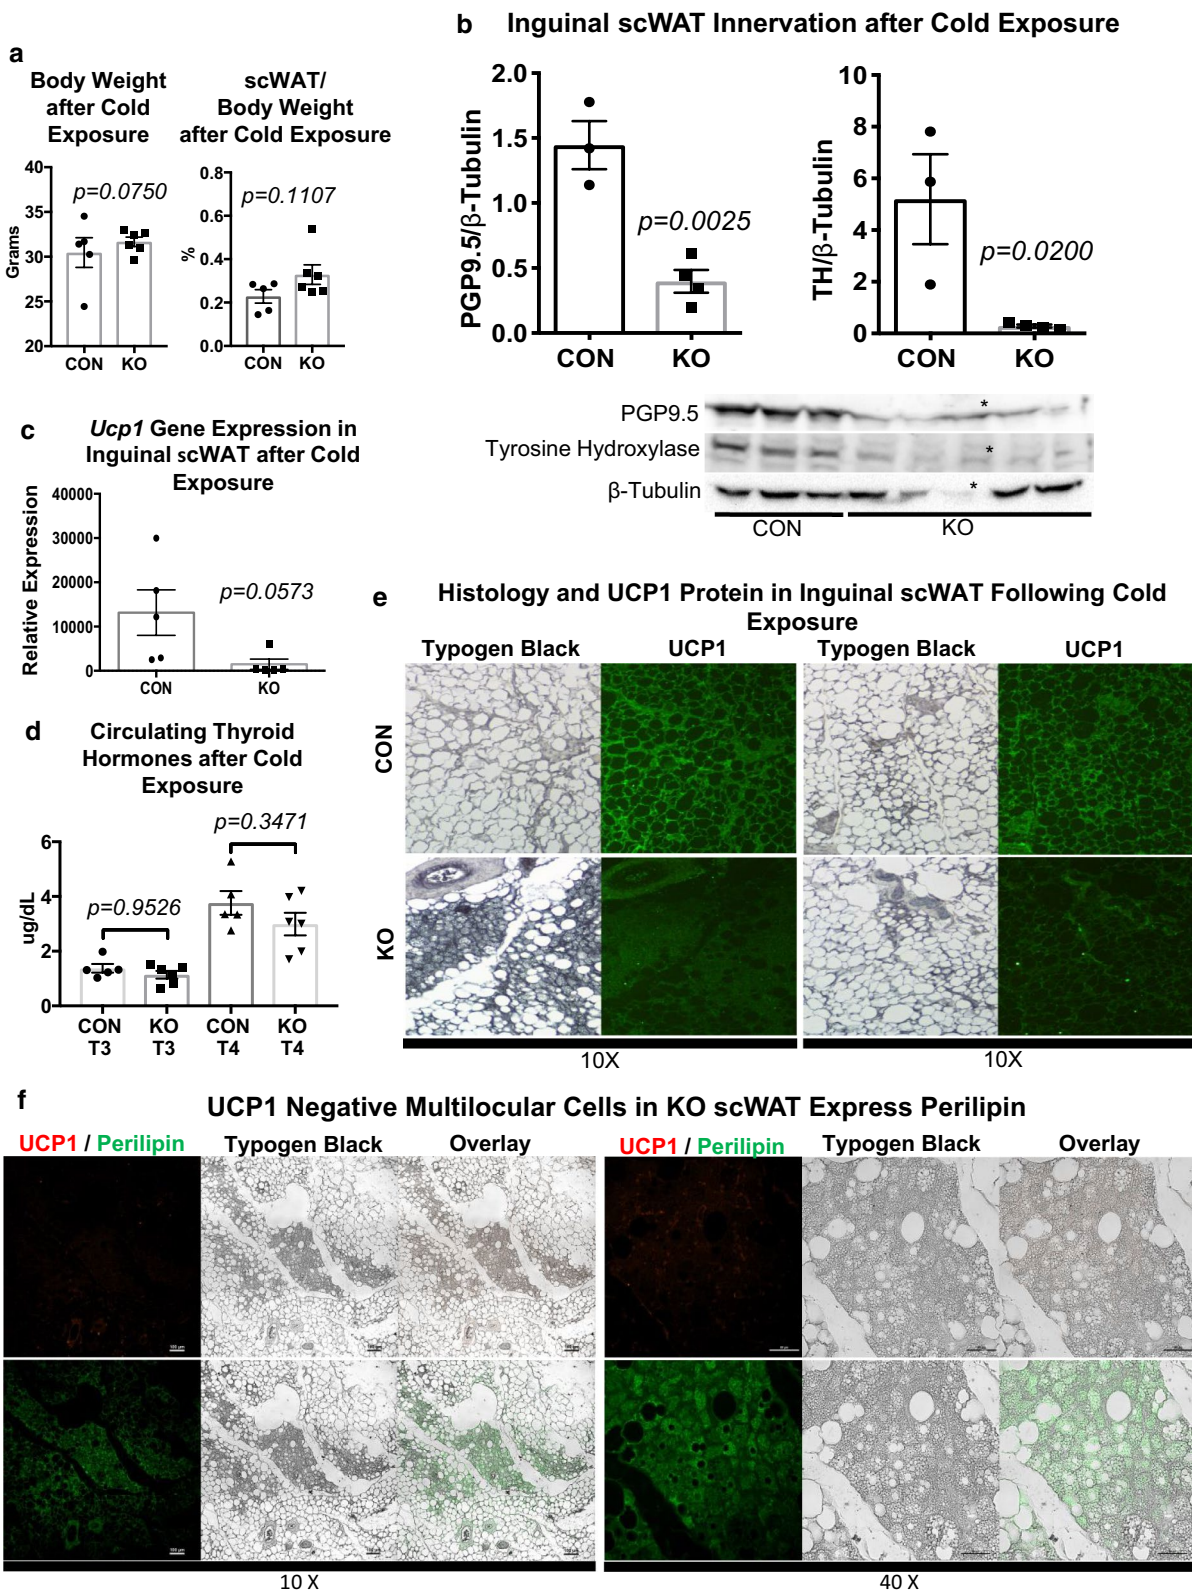 a
Body Weight
after Cold
Exposure
40
35
30
25
20
Grams
p=0.0750
CON KO
scWAT/
Body Weight
after Cold Exposure
0.8
0.6
0.4
0.2
0.0
%
p=0.1107
CON KO
b Inguinal scWAT Innervation after Cold Exposure
2.0
1.5
1.0
0.5
0.0
PGP9.5/β-Tubulin
p=0.0025
CON KO
10
8
6
4
2
0
TH/β-Tubulin
p=0.0200
CON KO
PGP9.5
*
Tyrosine Hydroxylase
*
β-Tubulin
*
CON KO
c
Ucp1 Gene Expression in
Inguinal scWAT after Cold
Exposure
40000
30000
20000
10000
0
Relative Expression
p=0.0573
CON KO
d Circulating Thyroid
Hormones after Cold
Exposure
6
4
2
0
ug/dL
p=0.9526
p=0.3471
CON KO CON KO
T3 T3 T4 T4
e Histology and UCP1 Protein in Inguinal scWAT Following Cold
Exposure
Typogen Black UCP1 Typogen Black UCP1
CON
KO
10X 10X
f
UCP1 Negative Multilocular Cells in KO scWAT Express Perilipin
UCP1 / Perilipin Typogen Black Overlay UCP1 / Perilipin Typogen Black Overlay
100 µm
100 µm
10 X 40 X